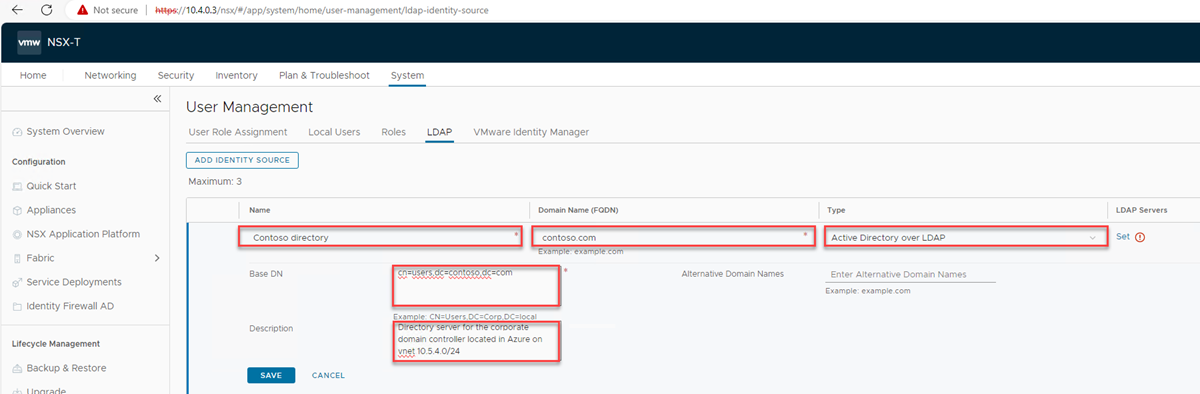 Not secure https://10.4.0.3/nsx/#/app/system/home/user-management/ldap-identity-source
vmw NSX-T
Home Networking Security Inventory Plan & Troubleshoot System
User Management
User Role Assignment Local Users Roles LDAP VMware Identity Manager
ADD IDENTITY SOURCE
Maximum: 3
System Overview
Configuration
Quick Start
Appliances
NSX Application Platform
Fabric
Service Deployments
Identity Firewall AD
Lifecycle Management
Backup & Restore
Upgrade
Name Domain Name (FQDN) Type LDAP Servers
Contoso directory * contoso.com * Active Directory over LDAP Set
Example: example.com
Base DN cn=users,dc=contoso,dc=com * Alternative Domain Names Enter Alternative Domain Names
Example: example.com
Example: CN=Users,DC=Corp,DC=local
Description Directory server for the corporate
domain controller located in Azure on
vnet 10.5.4.0/24
SAVE CANCEL